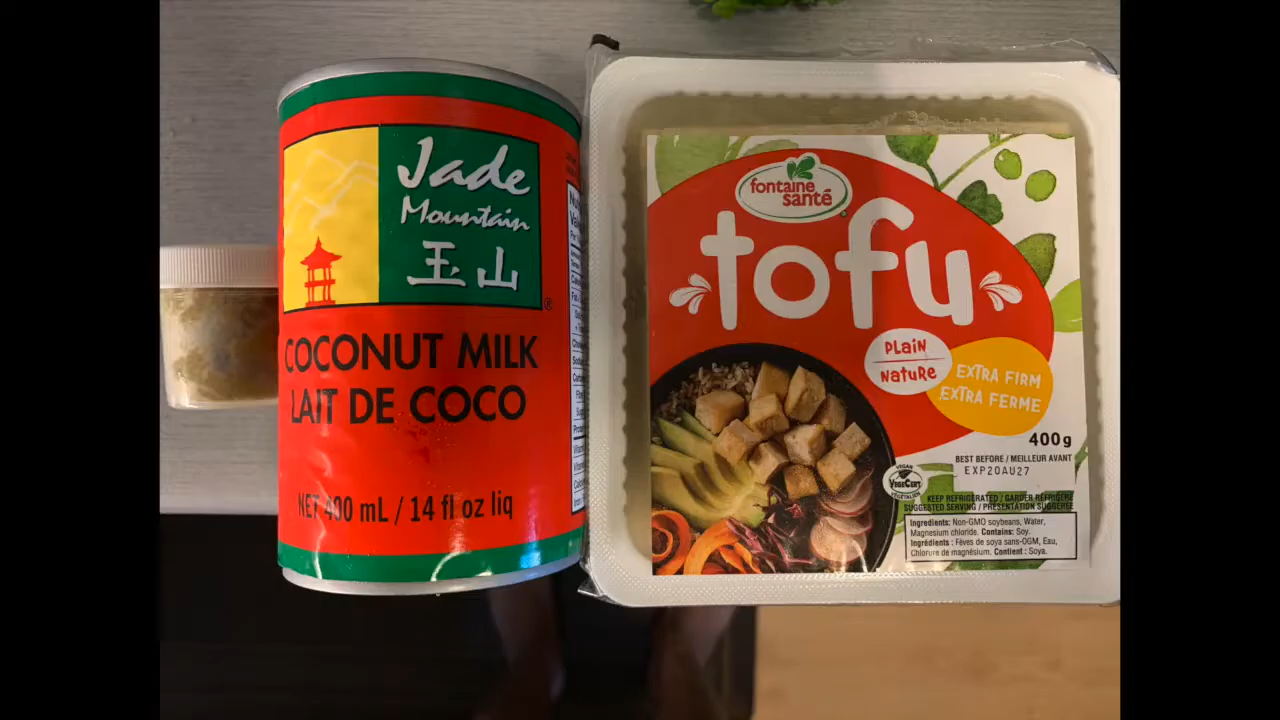 Jade
Mountain
玉山
®
COCONUT MILK
LAIT DE COCO
NET 400 mL / 14 fl oz liq
fontaine
santé
tofu
PLAIN
NATURE
EXTRA FIRM
EXTRA FERME
400g
BEST BEFORE / MEILLEUR AVANT
EXP20AU27
VEGAN
VEGECERT
VÉGÉTALIEN
KEEP REFRIGERATED / GARDER RÉFRIGÉRÉ
SUGGESTED SERVING / PRÉSENTATION SUGGÉRÉE
Ingredients: Non-GMO soybeans, Water,
Magnesium chloride. Contains: Soy.
Ingrédients : Fèves de soya sans-OGM, Eau,
Chlorure de magnésium. Contient : Soya.